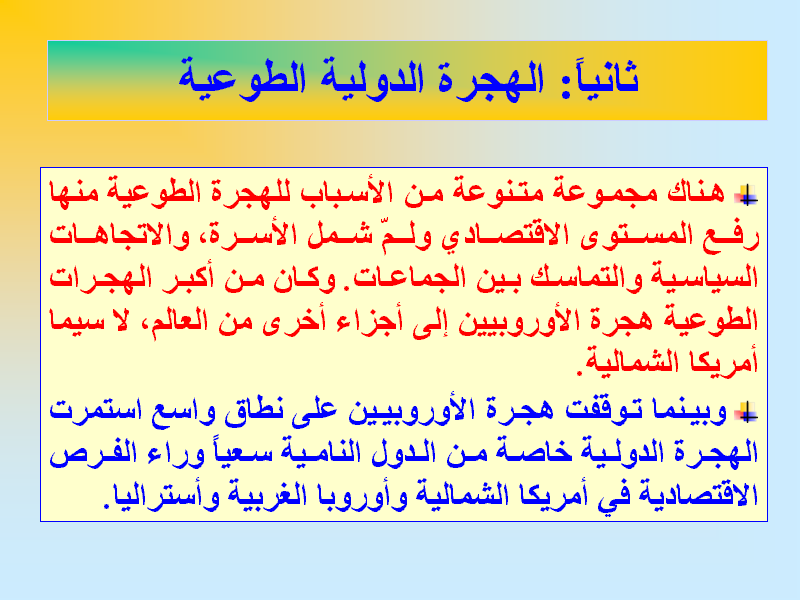 ثانياً: الهجرة الدولية الطوعية
هناك مجموعة متنوعة من الأسباب للهجرة الطوعية منها
رفع المستوى الاقتصادي ولمّ شمل الأسرة، والاتجاهات
السياسية والتماسك بين الجماعات. وكان من أكبر الهجرات
الطوعية هجرة الأوروبيين إلى أجزاء أخرى من العالم، لا سيما
أمريكا الشمالية.
وبينما توقفت هجرة الأوروبيين على نطاق واسع استمرت
الهجرة الدولية خاصة من الدول النامية سعياً وراء الفرص
الاقتصادية في أمريكا الشمالية وأوروبا الغربية وأستراليا.